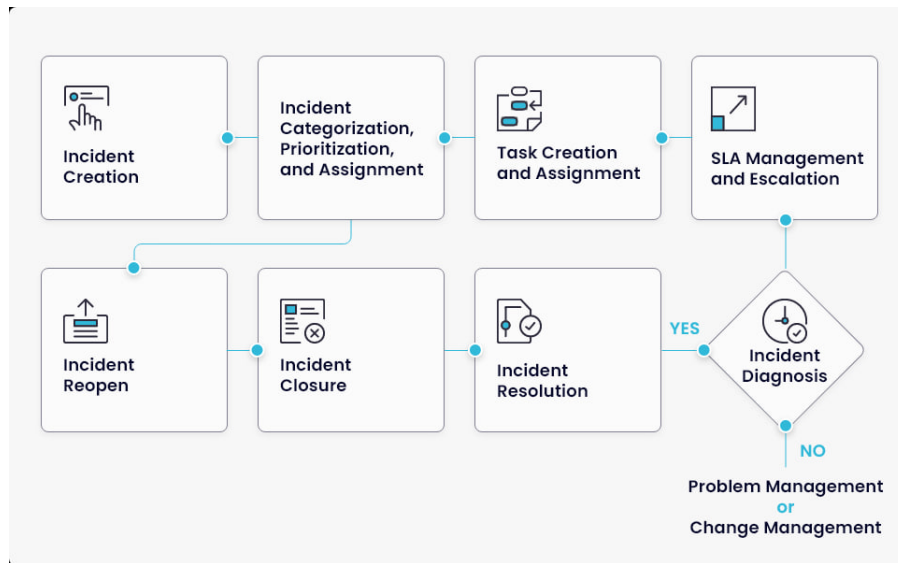 Incident
Creation
Incident
Categorization,
Prioritization,
and Assignment
Task Creation
and Assignment
SLA Management
and Escalation
Incident
Reopen
Incident
Closure
Incident
Resolution
YES
Incident
Diagnosis
NO
Problem Management
or
Change Management